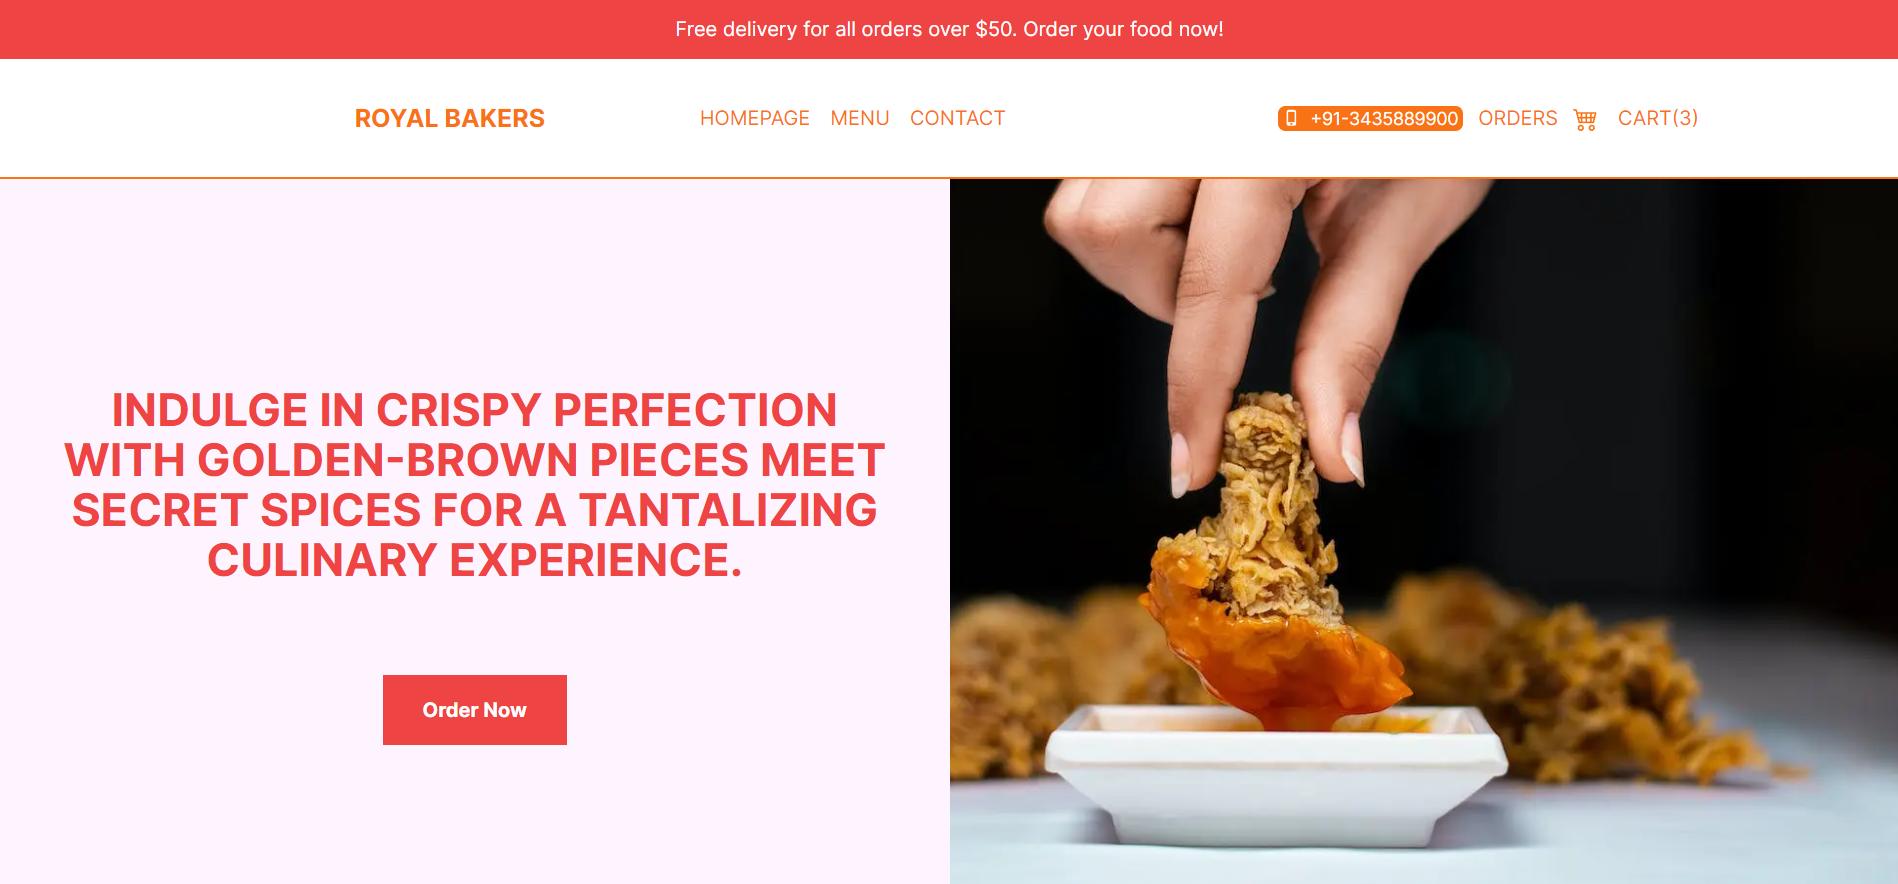 Free delivery for all orders over $50. Order your food now!
ROYAL BAKERS
HOMEPAGE MENU CONTACT
+91-3435889900 ORDERS CART(3)
INDULGE IN CRISPY PERFECTION
WITH GOLDEN-BROWN PIECES MEET
SECRET SPICES FOR A TANTALIZING
CULINARY EXPERIENCE.
Order Now